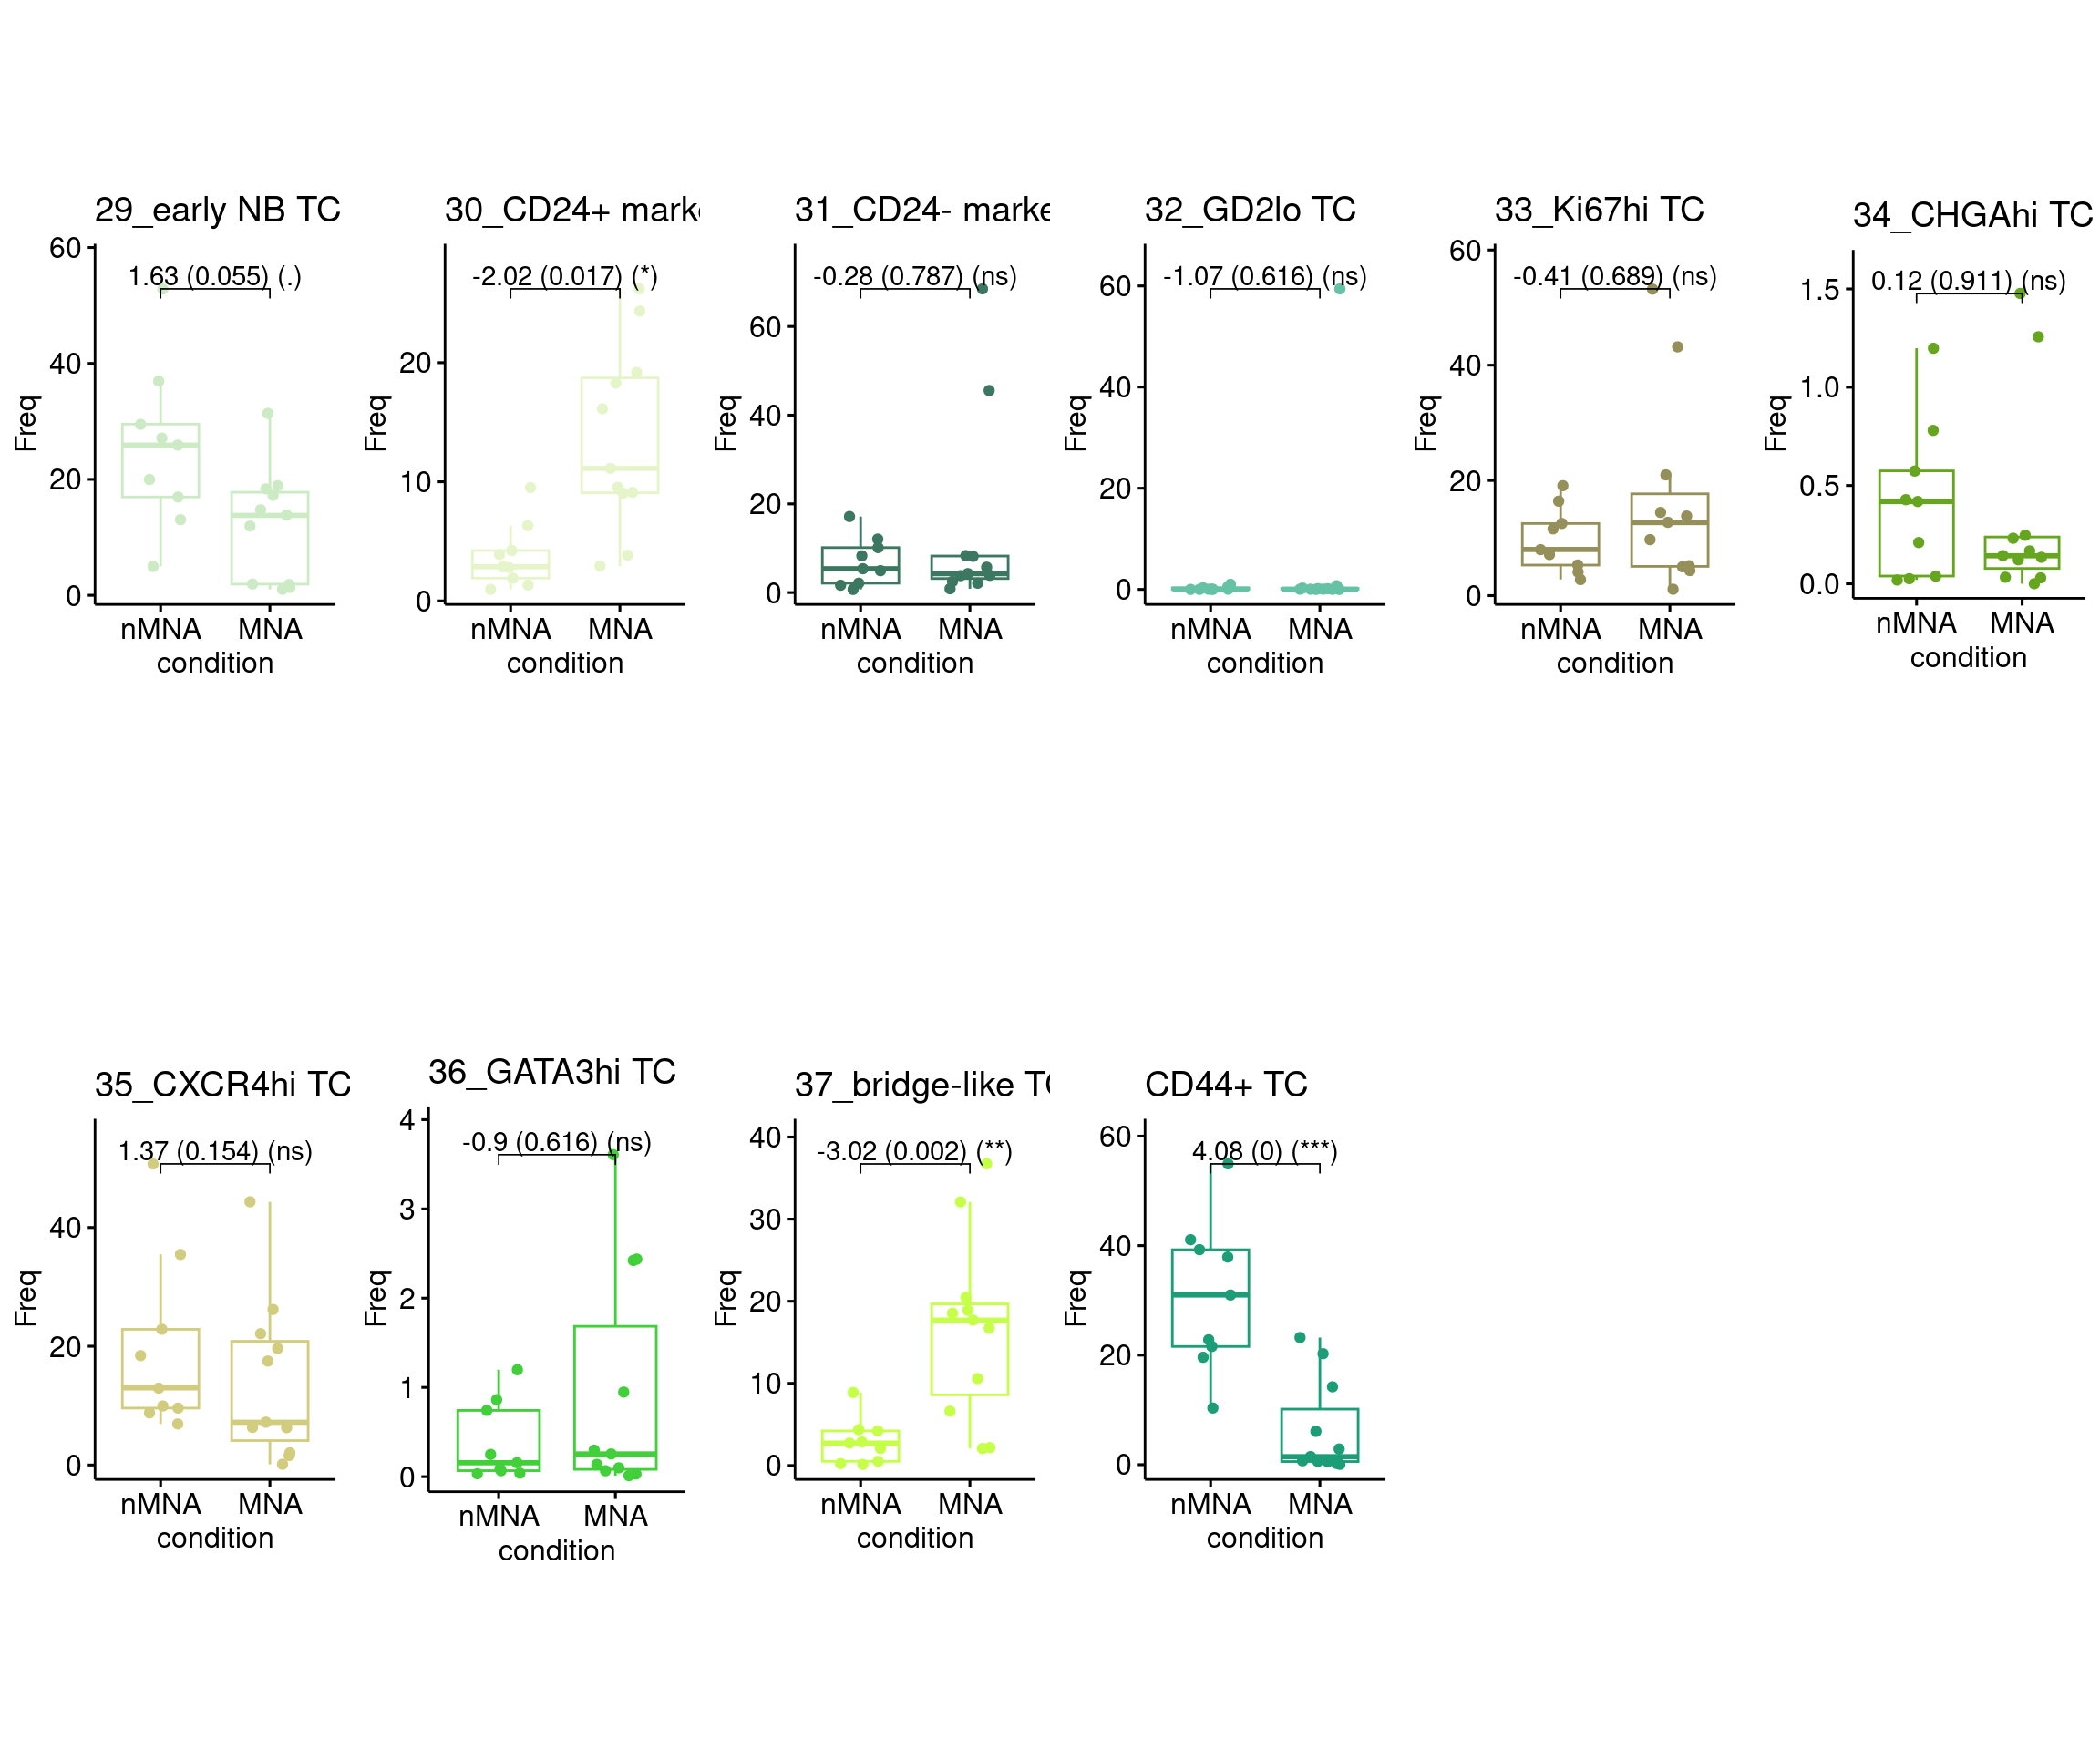 29_early NB TC
60
40
20
0
Freq
1.63 (0.055) (.)
nMNA MNA
condition
30_CD24+ mark
20
10
0
Freq
-2.02 (0.017) (*)
nMNA MNA
condition
31_CD24- marke
60
40
20
0
Freq
-0.28 (0.787) (ns)
nMNA MNA
condition
32_GD2lo TC
60
40
20
0
Freq
-1.07 (0.616) (ns)
nMNA MNA
condition
33_Ki67hi TC
60
40
20
0
Freq
-0.41 (0.689) (ns)
nMNA MNA
condition
34_CHGAhi TC
1.5
1.0
0.5
0.0
Freq
0.12 (0.911) (ns)
nMNA MNA
condition
35_CXCR4hi TC
40
20
0
Freq
1.37 (0.154) (ns)
nMNA MNA
condition
36_GATA3hi TC
4
3
2
1
0
Freq
-0.9 (0.616) (ns)
nMNA MNA
condition
37_bridge-like TC
40
30
20
10
0
Freq
-3.02 (0.002) (**)
nMNA MNA
condition
CD44+ TC
60
40
20
0
Freq
4.08 (0) (***)
nMNA MNA
condition